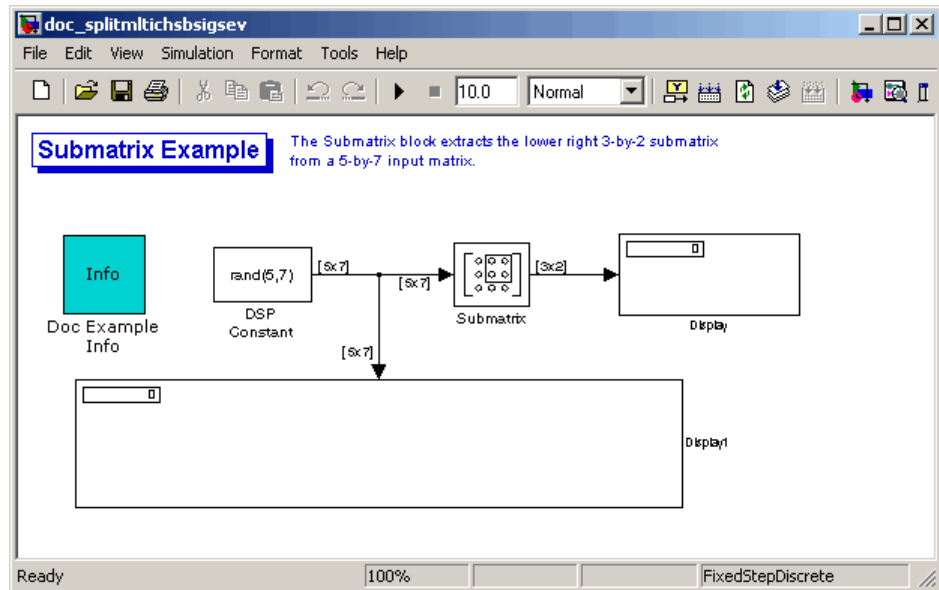 doc_splitmltichsbsigsev
File Edit View Simulation Format Tools Help
10.0 Normal
Submatrix Example
The Submatrix block extracts the lower right 3-by-2 submatrix
from a 5-by-7 input matrix.
Info
Doc Example
Info
rand(5,7)
DSP
Constant
[5x7]
[5x7]
[5x7]
Submatrix
[3x2]
0
Display
0
Display1
Ready 100% FixedStepDiscrete